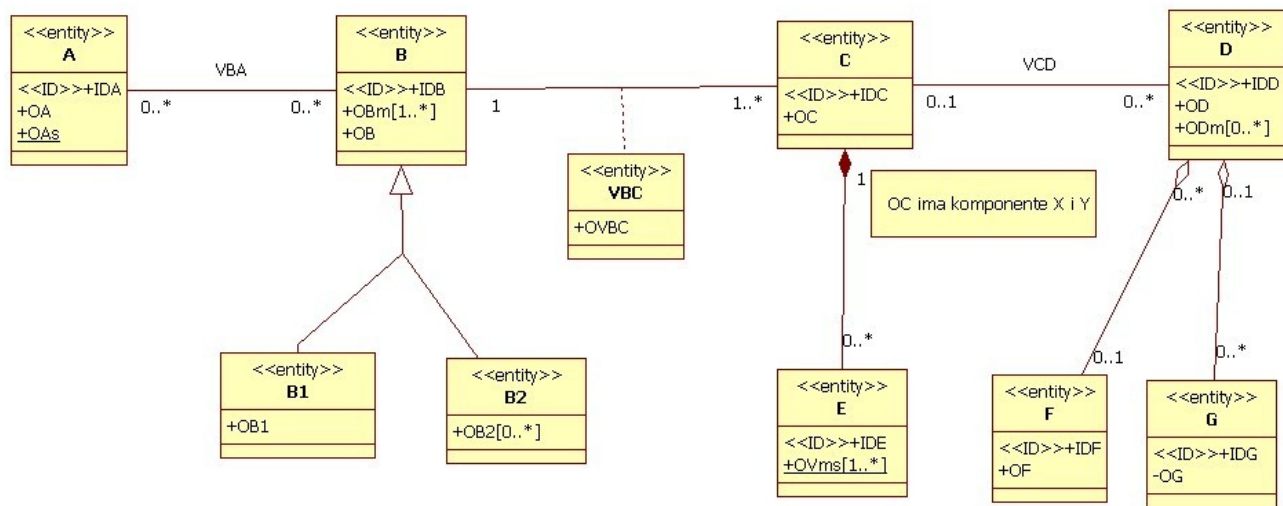 <<entity>>
A
<<ID>>+IDA
+OA
+OAs
VBA
0..*
0..*
<<entity>>
B
<<ID>>+IDB
+OBm[1..*]
+OB
1
1..*
<<entity>>
VBC
+OVBC
<<entity>>
C
<<ID>>+IDC
+OC
VCD
0..1
0..*
<<entity>>
D
<<ID>>+IDD
+OD
+ODm[0..*]
1
OC ima komponente X i Y
0..*
0..1
<<entity>>
B1
+OB1
<<entity>>
B2
+OB2[0..*]
0..*
<<entity>>
E
<<ID>>+IDE
+OVms[1..*]
0..1
<<entity>>
F
<<ID>>+IDF
+OF
0..*
<<entity>>
G
<<ID>>+IDG
-OG